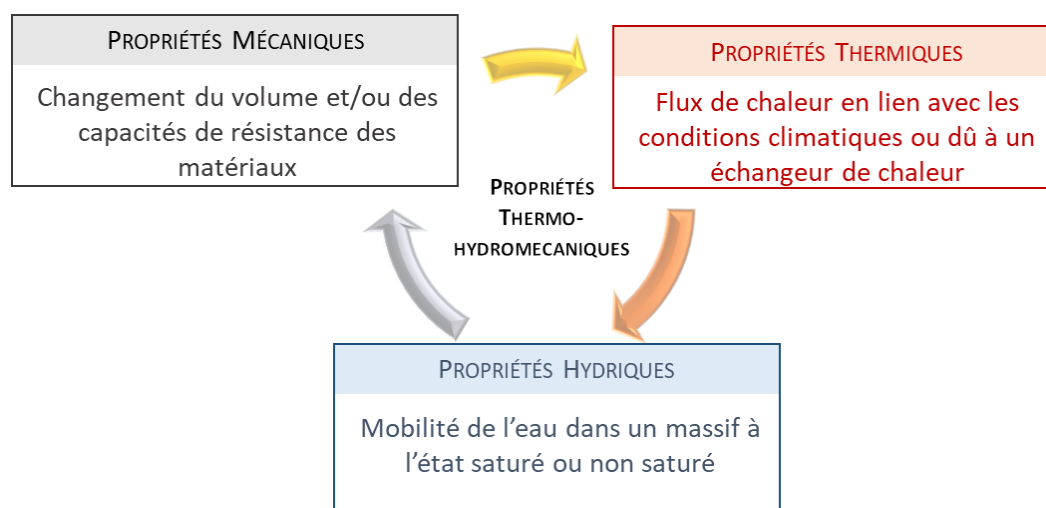 PROPRIÉTÉS MÉCANIQUES
Changement du volume et/ou des
capacités de résistance des
matériaux
PROPRIÉTÉS THERMIQUES
Flux de chaleur en lien avec les
conditions climatiques ou dû à un
échangeur de chaleur
PROPRIÉTÉS
THERMO-
HYDROMECANIQUES
PROPRIÉTÉS HYDRIQUES
Mobilité de l'eau dans un massif à
l'état saturé ou non saturé